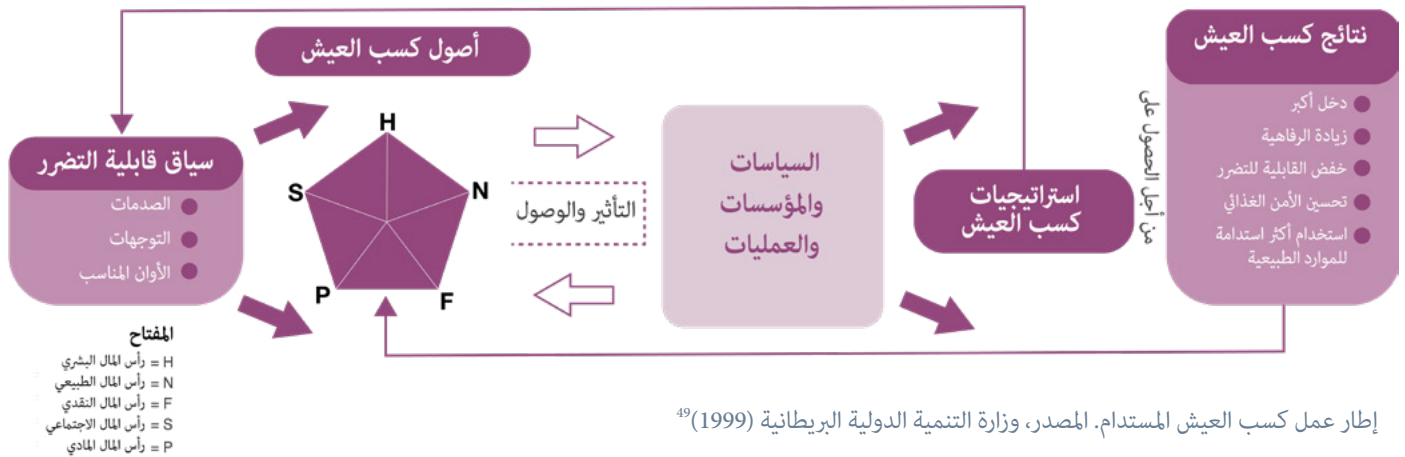 أصول كسب العيش
نتائج كسب العيش
دخل أكبر
زيادة الرفاهية
خفض القابلية للتضرر
تحسين الأمن الغذائي
استخدام أكثر استدامة
للموارد الطبيعية
من أجل الحصول على
استراتيجيات
كسب العيش
السياسات
والمؤسسات
والعمليات
التأثير والوصول
H
S
N
P
F
سياق قابلية التضرر
الصدمات
التوجهات
الأوان المناسب
المفتاح
H = رأس المال البشري
N = رأس المال الطبيعي
F = رأس المال النقدي
S = رأس المال الاجتماعي
P = رأس المال المادي
إطار عمل كسب العيش المستدام. المصدر، وزارة التنمية الدولية البريطانية (1999)49